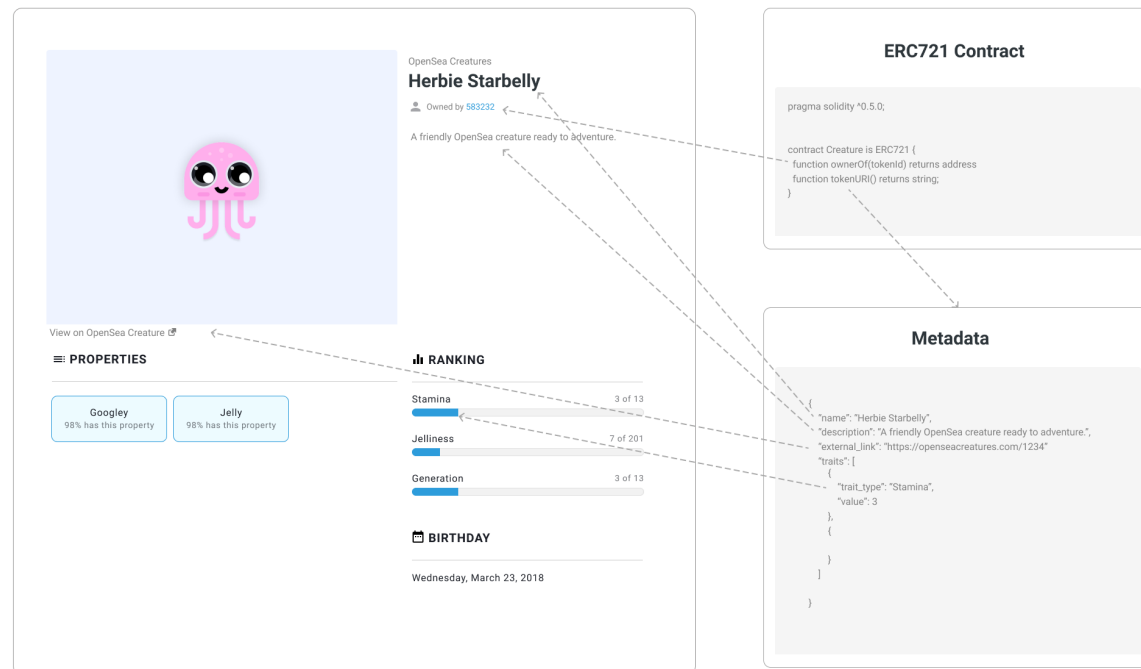 OpenSea Creatures
Herbie Starbelly
Owned by 583232
A friendly OpenSea creature ready to adventure.
View on OpenSea Creature
PROPERTIES
Googley
98% has this property
Jelly
98% has this property
RANKING
Stamina 3 of 13
Jelliness 7 of 201
Generation 3 of 13
BIRTHDAY
Wednesday, March 23, 2018
ERC721 Contract
pragma solidity ^0.5.0;
contract Creature is ERC721 {
function ownerOf(tokenId) returns address
function tokenURI() returns string;
}
Metadata
{
"name": "Herbie Starbelly",
"description": "A friendly OpenSea creature ready to adventure.",
"external_link": "https://openseacreatures.com/1234"
"traits": [
{
"trait_type": "Stamina",
"value": 3
},
{
}
]
}